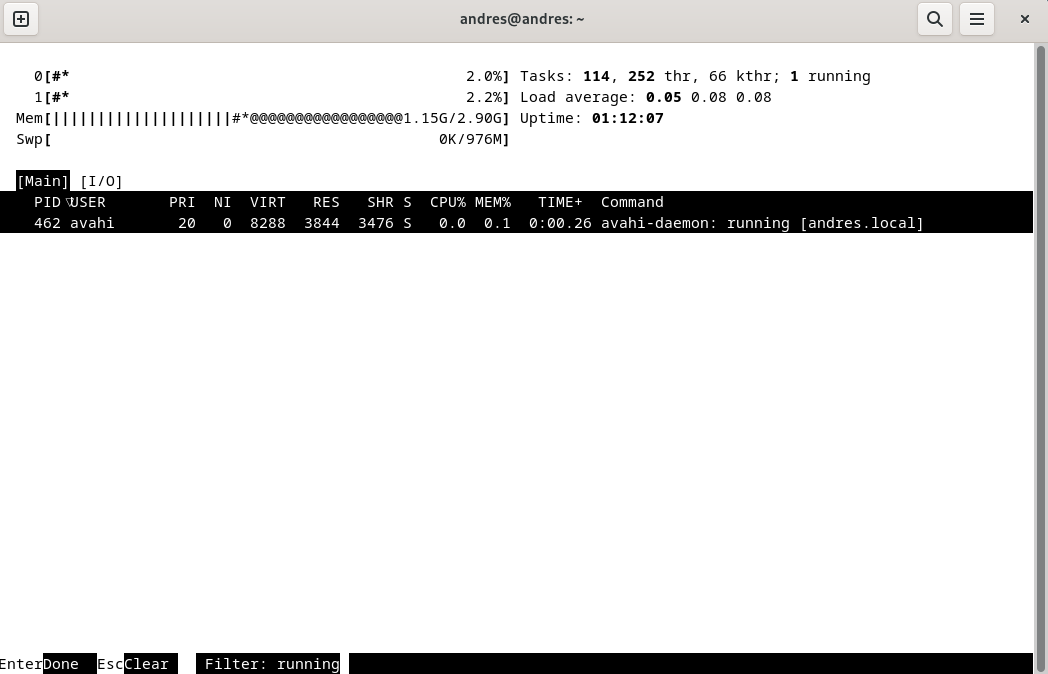 andres@andres: ~
0[#* 2.0%] Tasks: 114, 252 thr, 66 kthr; 1 running
1[#* 2.2%] Load average: 0.05 0.08 0.08
Mem[||||||||||||||||||||#*@@@@@@@@@@@@@@@@@1.15G/2.90G] Uptime: 01:12:07
Swp[ 0K/976M]
[Main] [I/O]
PID▽USER PRI NI VIRT RES SHR S CPU% MEM% TIME+ Command
462 avahi 20 0 8288 3844 3476 S 0.0 0.1 0:00.26 avahi-daemon: running [andres.local]
EnterDone EscClear Filter: running